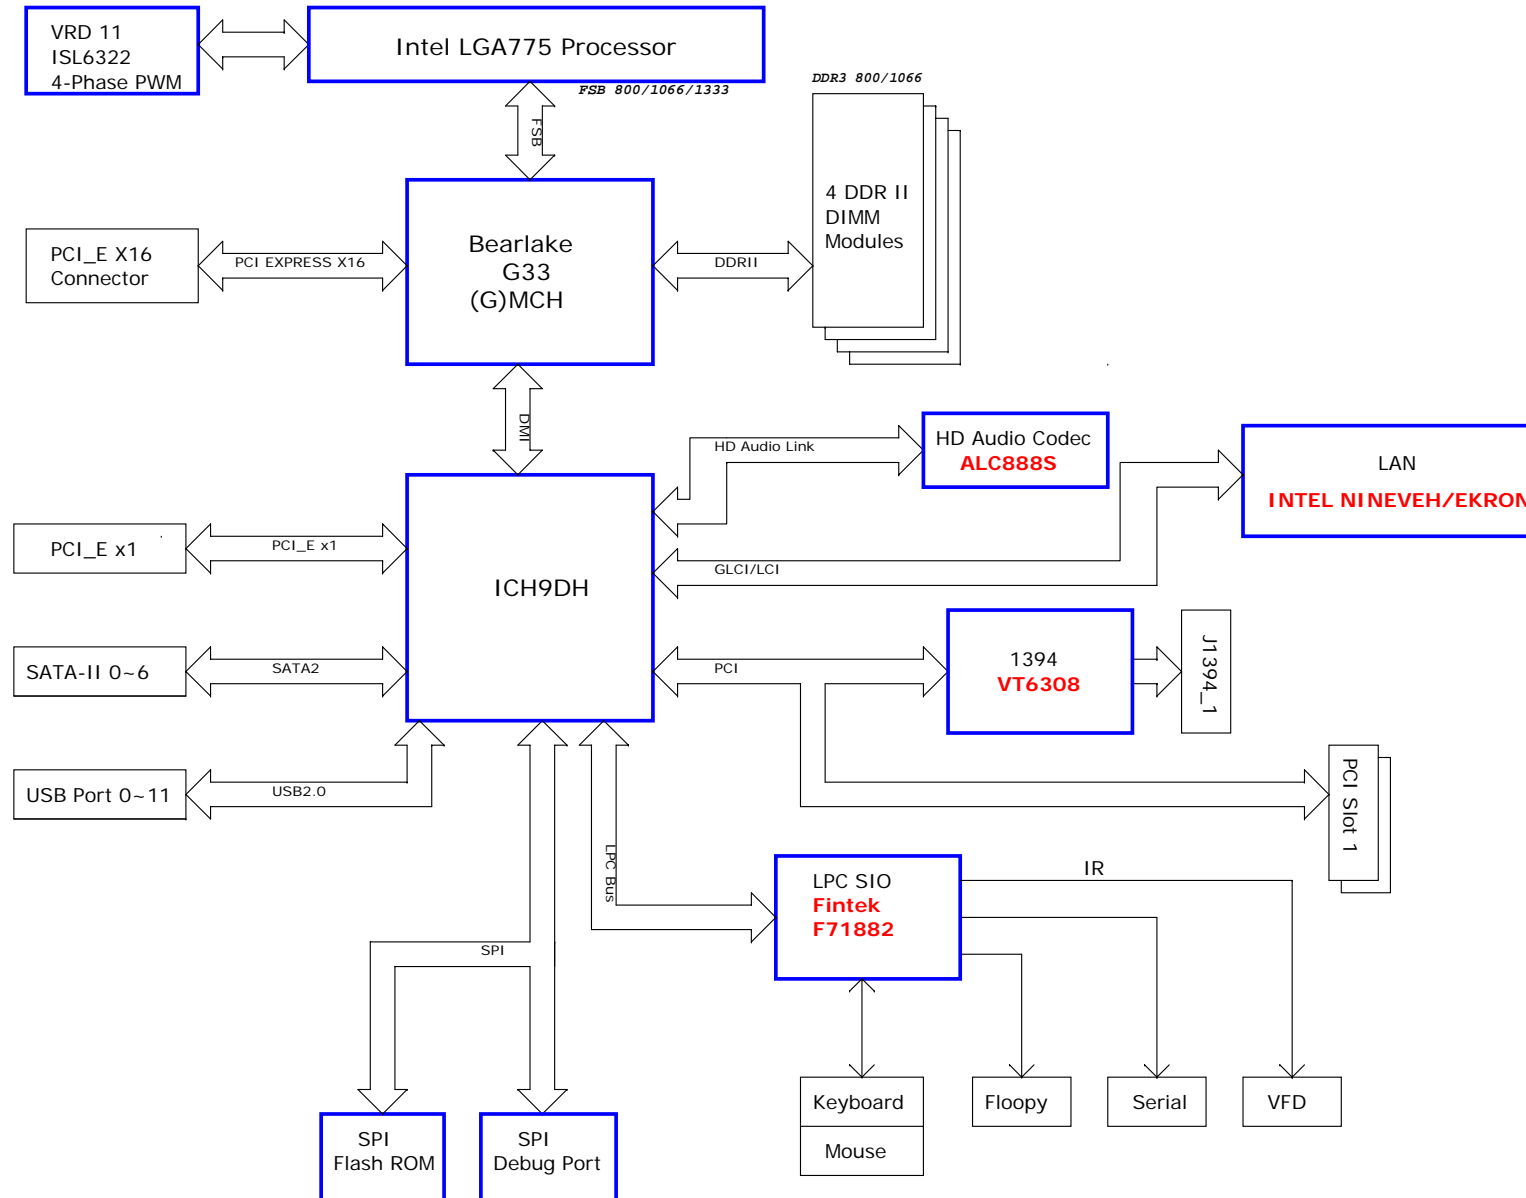 VRD 11
ISL6322
4-Phase PWM
Intel LGA775 Processor
FSB 800/1066/1333
DDR3 800/1066
FSB
4 DDR II
DIMM
Modules
PCI_E X16
Connector
PCI EXPRESS X16
Bearlake
G33
(G)MCH
DDRII
DMI
HD Audio Link
HD Audio Codec
ALC888S
LAN
INTEL NINEVEH/EKRON
PCI_E x1
PCI_E x1
ICH9DH
GLCI/LCI
SATA-II 0~6
SATA2
PCI
1394
VT6308
J1394_1
USB Port 0~11
USB2.0
PCI Slot 1
LPC Bus
LPC SIO
Fintek
F71882
IR
SPI
Keyboard
Mouse
Floopy
Serial
VFD
SPI
Flash ROM
SPI
Debug Port